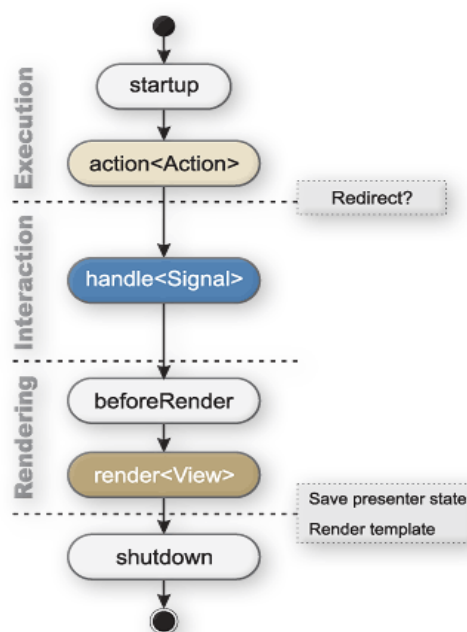 startup
Execution
action<Action>
Redirect?
Interaction
handle<Signal>
beforeRender
Rendering
render<View>
Save presenter state
Render template
shutdown